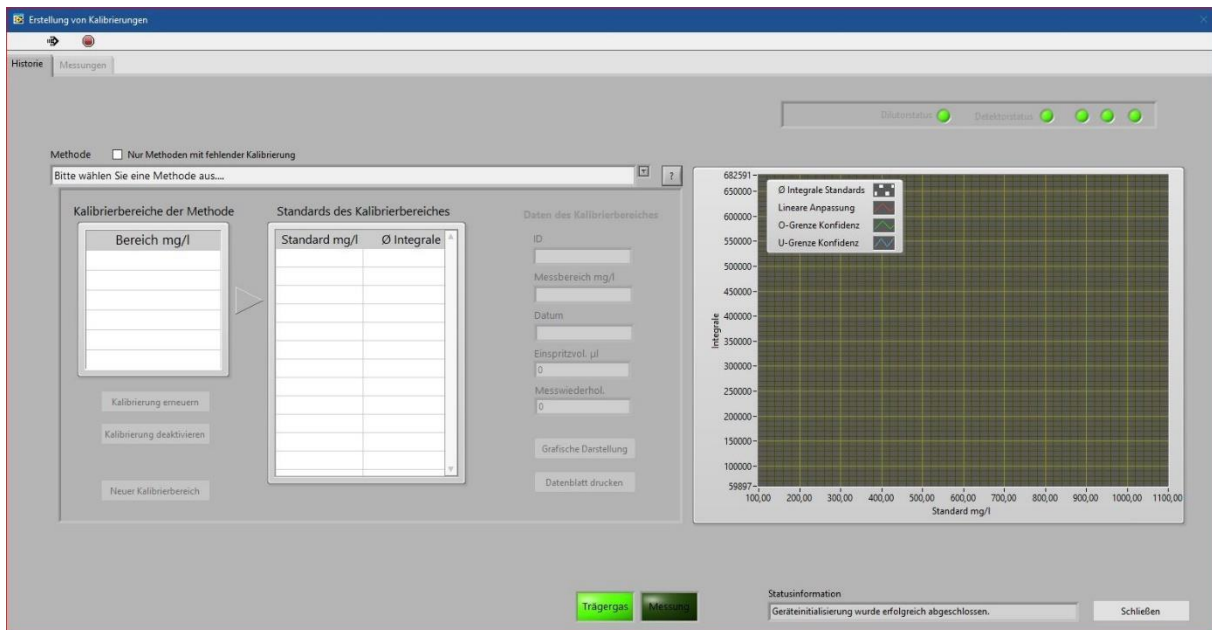 Erstellung von Kalibrierungen
Historie Messungen
Dilutorstatus Detektorstatus
Methode Nur Methoden mit fehlender Kalibrierung
Bitte wählen Sie eine Methode aus.... ?
Kalibrierbereiche der Methode
Bereich mg/l
Kalibrierung erneuern
Kalibrierung deaktivieren
Neuer Kalibrierbereich
Standards des Kalibrierbereiches
Standard mg/l Ø Integrale
Daten des Kalibrierbereiches
ID
Messbereich mg/l
Datum
Einspritzvol. µl
0
Messwiederhol.
0
Grafische Darstellung
Datenblatt drucken
Ø Integrale Standards
Lineare Anpassung
O-Grenze Konfidenz
U-Grenze Konfidenz
Integrale
682591
650000
600000
550000
500000
450000
400000
350000
300000
250000
200000
150000
100000
59897
100,00 200,00 300,00 400,00 500,00 600,00 700,00 800,00 900,00 1000,00 1100,00
Standard mg/l
Trägergas Messung
Statusinformation
Geräteinitialisierung wurde erfolgreich abgeschlossen.
Schließen